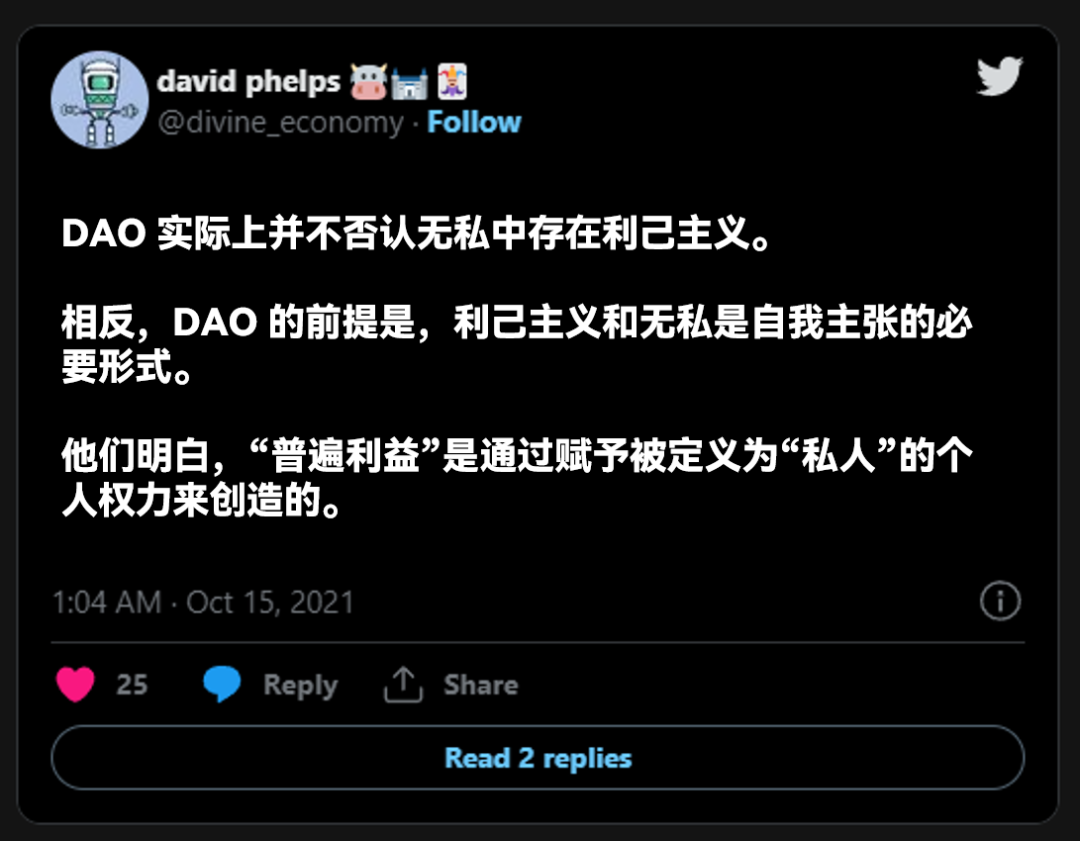 david phelps 🐮🏰🃏
@divine_economy · Follow
DAO 实际上并不否认无私中存在利己主义。
相反，DAO 的前提是，利己主义和无私是自我主张的必
要形式。
他们明白，“普遍利益”是通过赋予被定义为“私人”的个
人权力来创造的。
1:04 AM · Oct 15, 2021
25 Reply Share
Read 2 replies